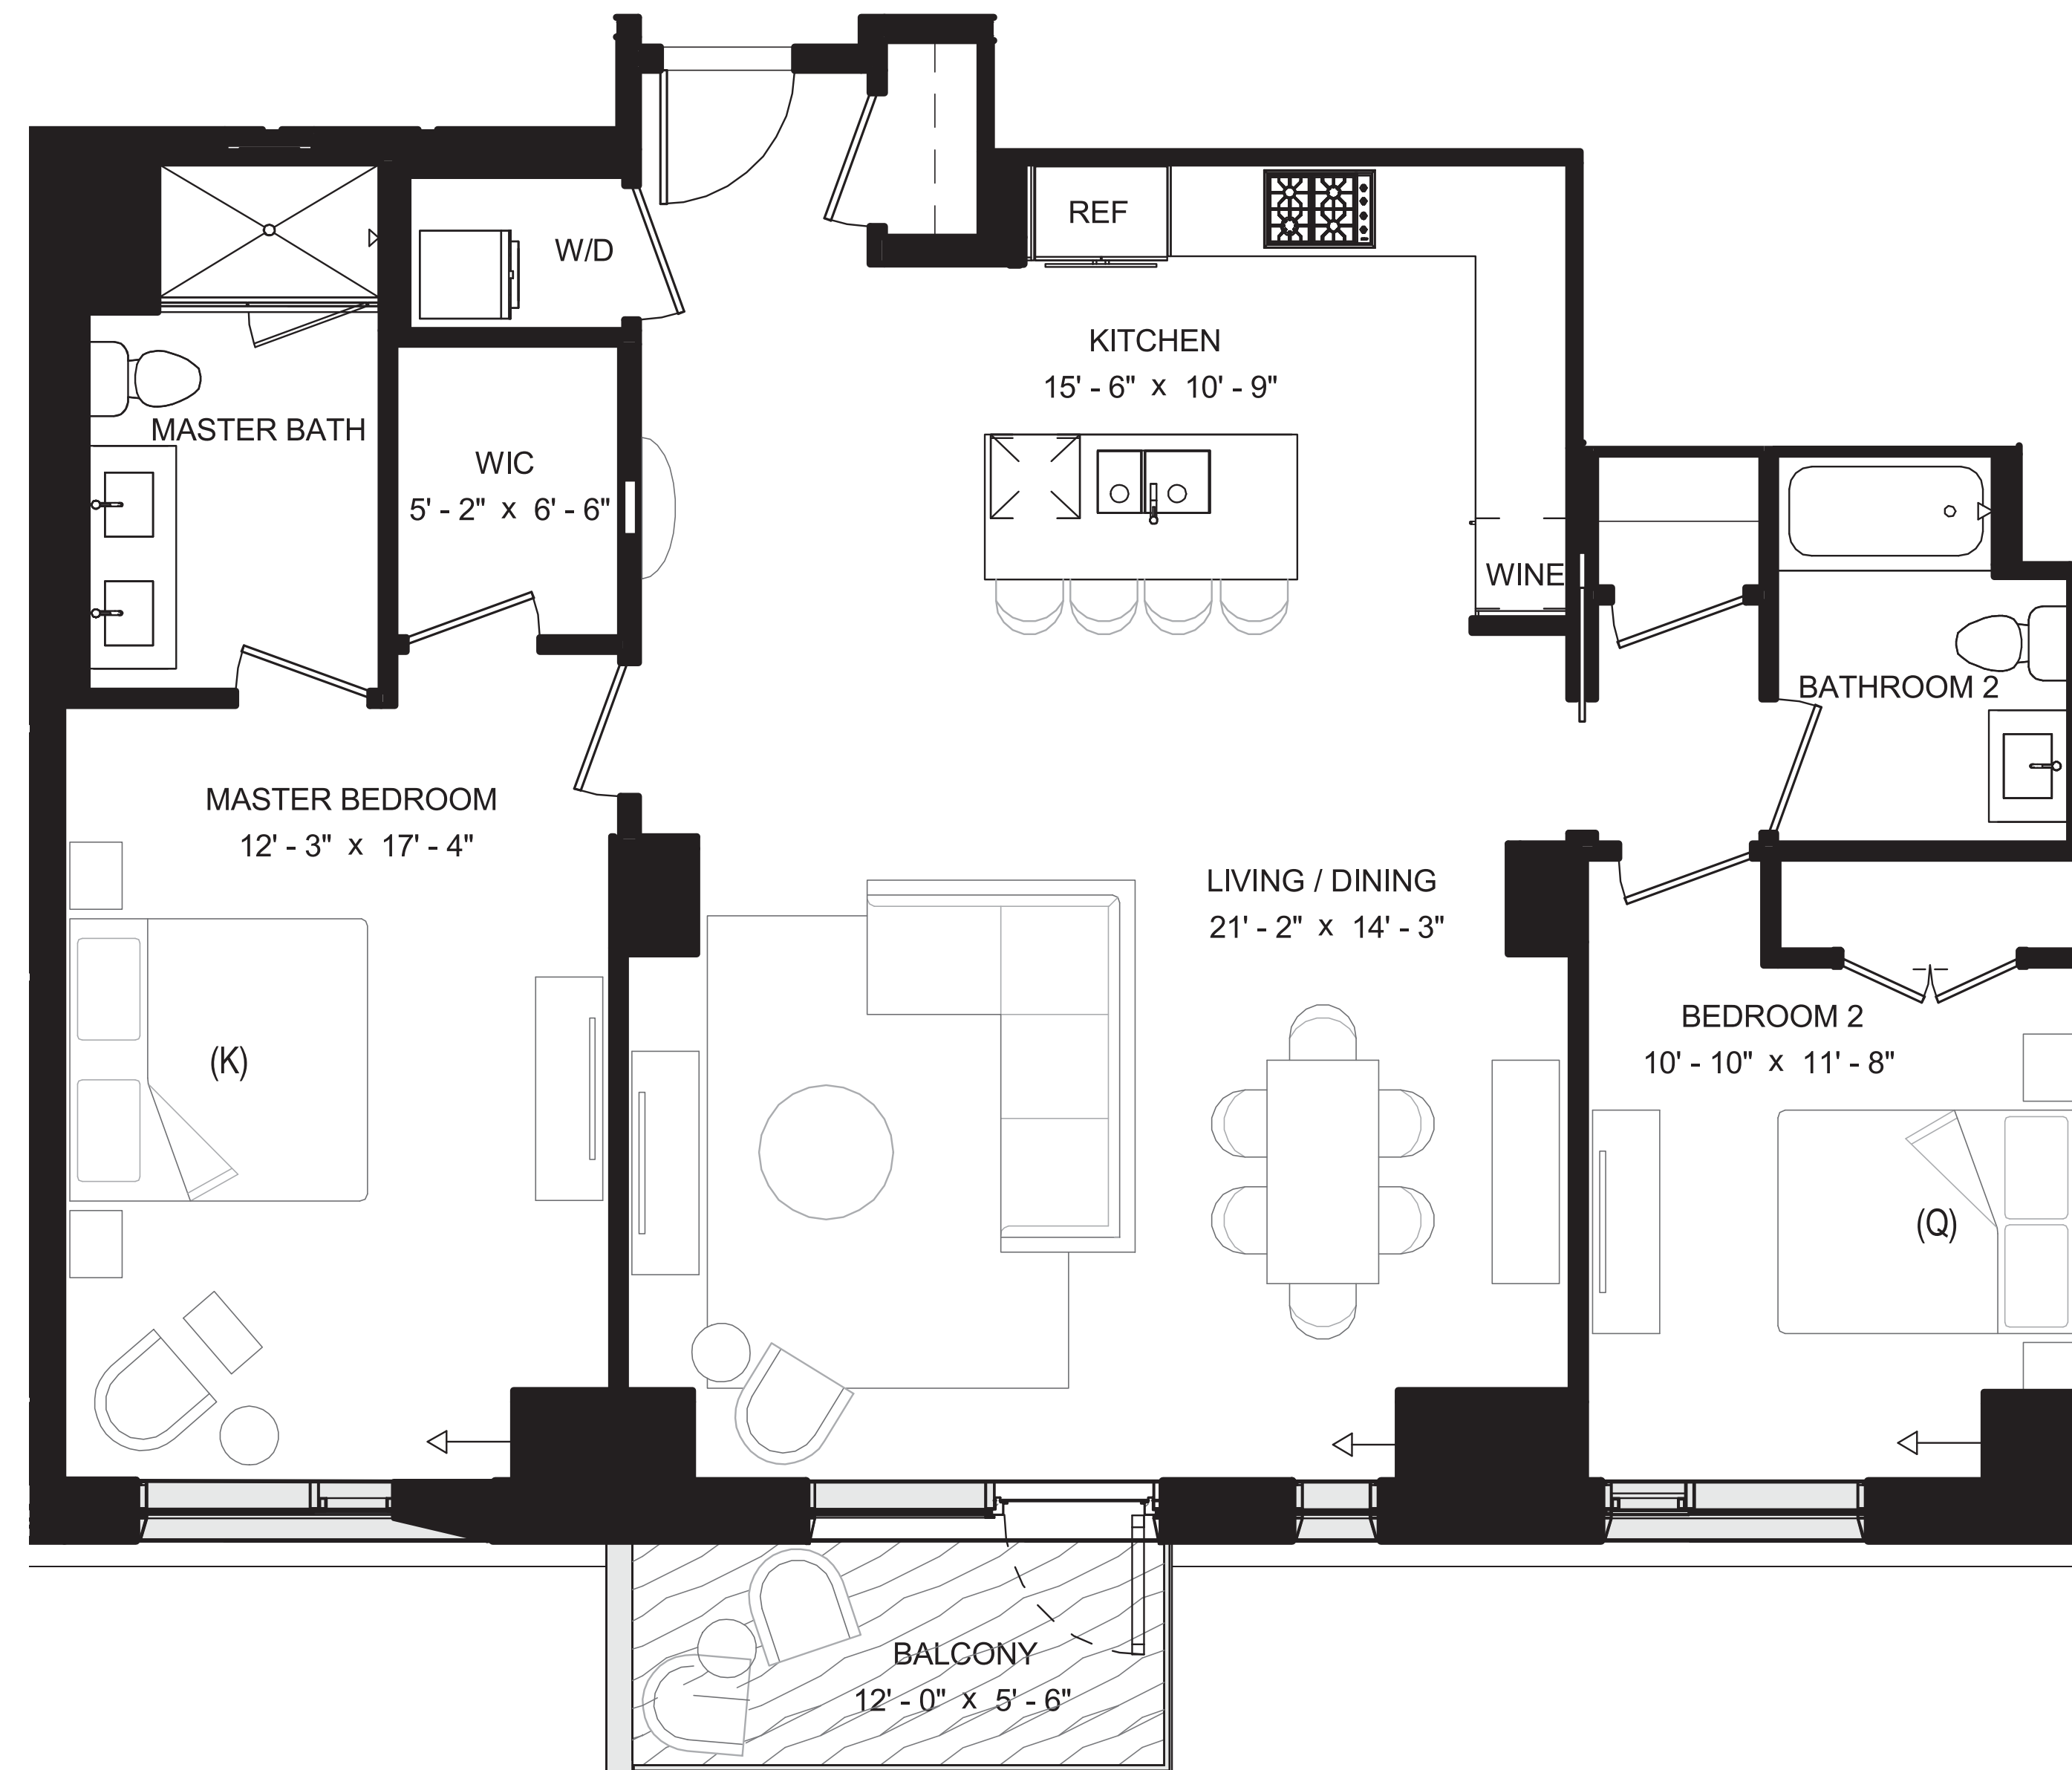 REF
W/D
KITCHEN
15' - 6" x 10' - 9"
MASTER BATH
WIC
5' - 2" x 6' - 6"
WINE
BATHROOM 2
MASTER BEDROOM
12' - 3" x 17' - 4"
LIVING / DINING
21' - 2" x 14' - 3"
BEDROOM 2
10' - 10" x 11' - 8"
(K)
(Q)
BALCONY
12' - 0" x 5' - 6"